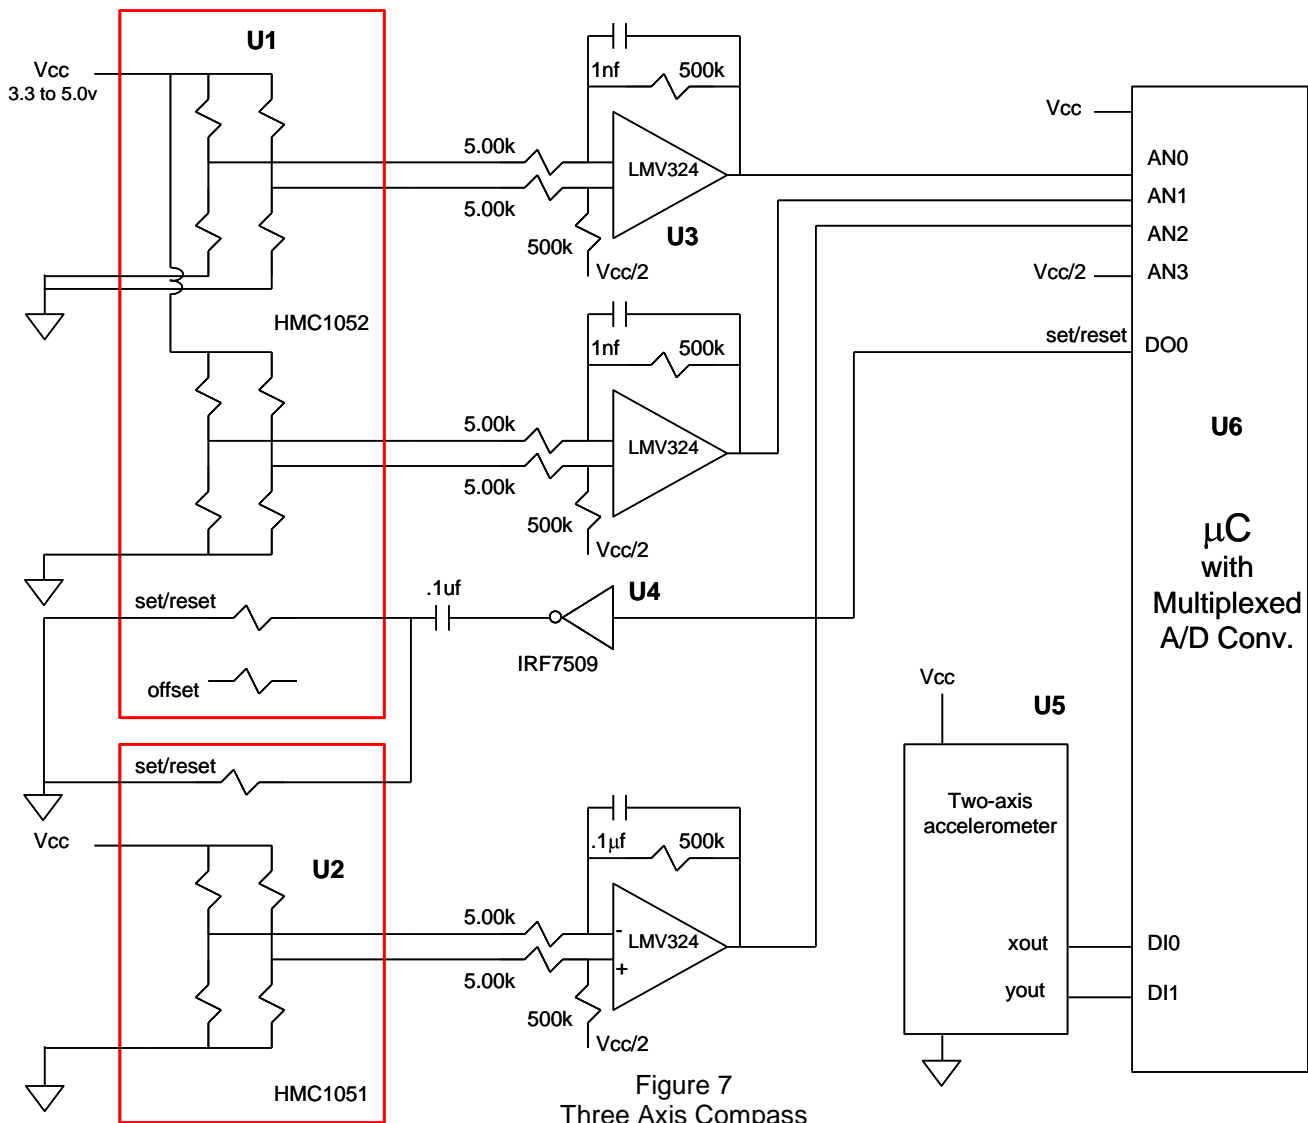 U1
Vcc
3.3 to 5.0v
1nf
500k
5.00k
LMV324
5.00k
U3
500k
Vcc/2
HMC1052
1nf
500k
5.00k
LMV324
5.00k
500k
Vcc/2
set/reset
.1uf
U4
IRF7509
offset
set/reset
Vcc
U2
.1µf
500k
5.00k
-
LMV324
+
5.00k
500k
Vcc/2
HMC1051
Vcc
AN0
AN1
AN2
Vcc/2
AN3
set/reset
DO0
U6
µC
with
Multiplexed
A/D Conv.
Vcc
U5
Two-axis
accelerometer
xout
DI0
yout
DI1
Figure 7
Three Axis Compass